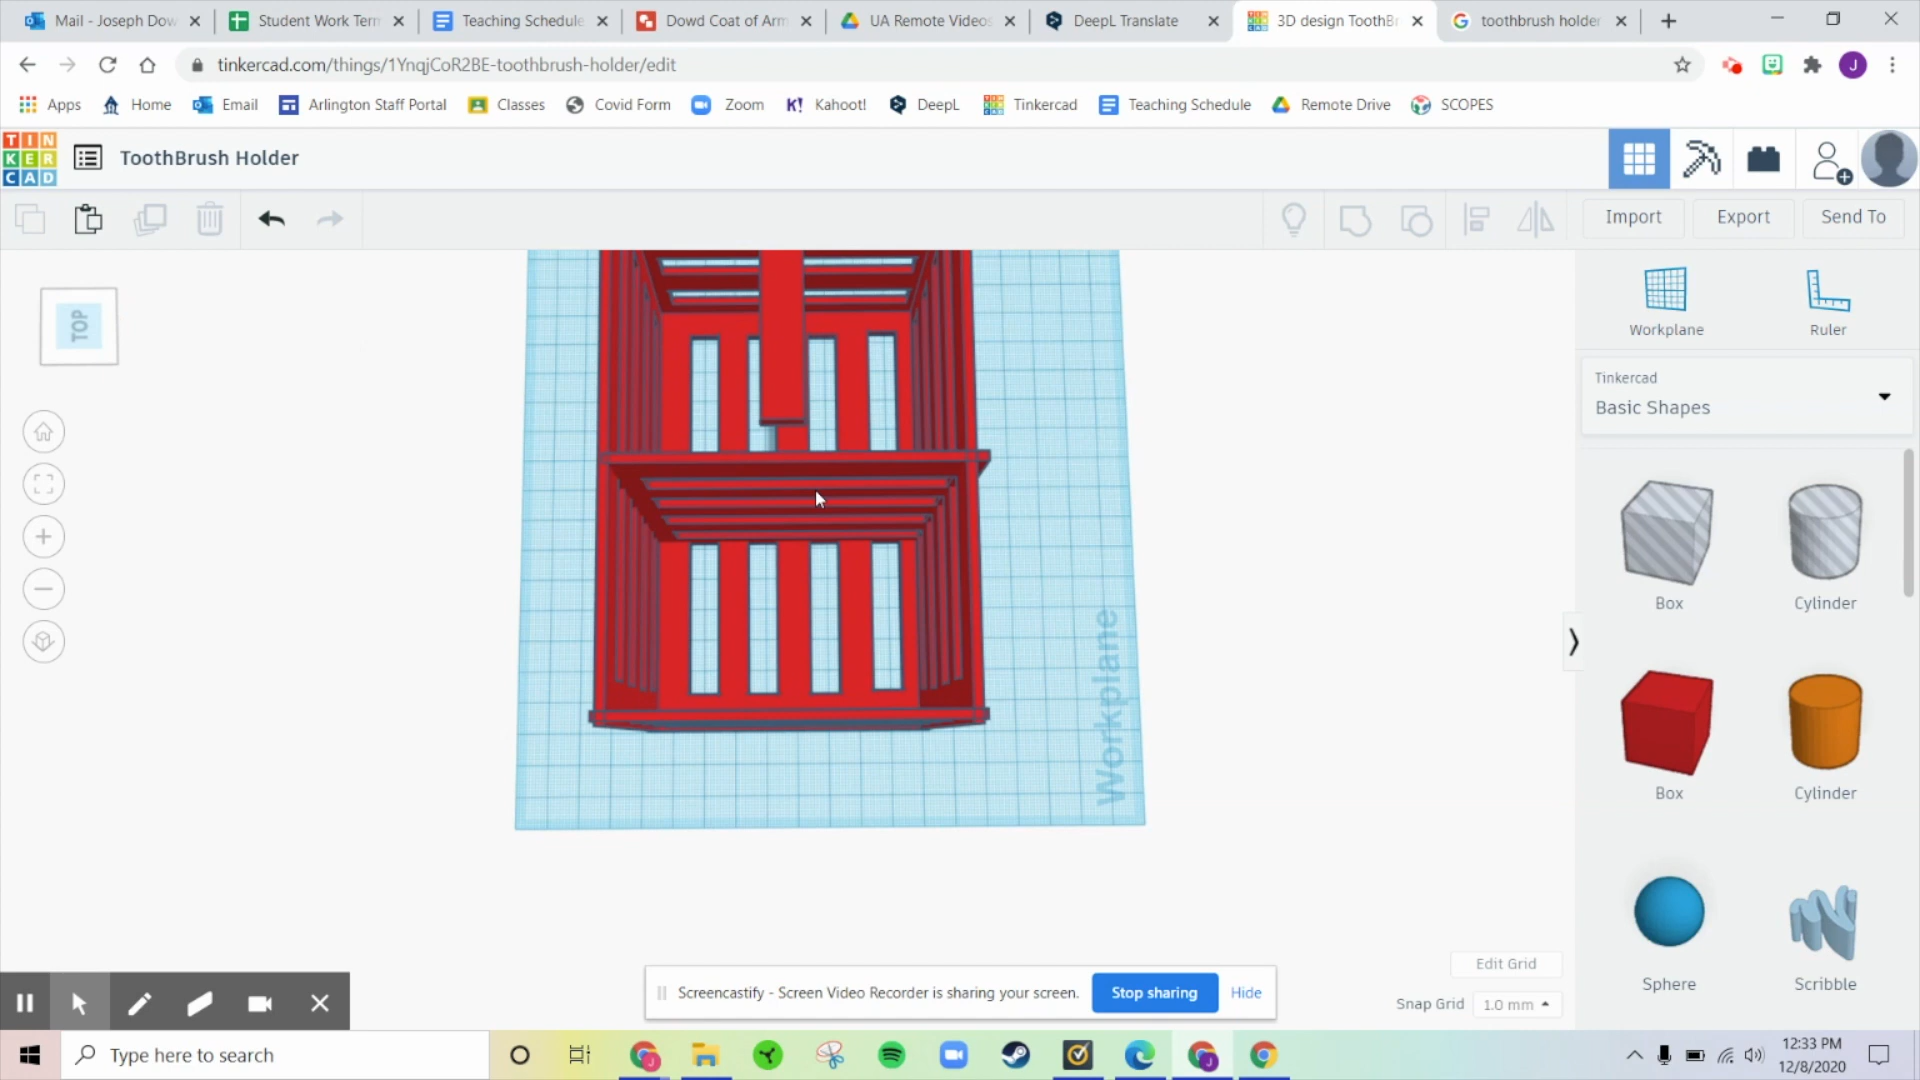 Mail - Joseph Dow
Student Work Term
Teaching Schedule
Dowd Coat of Arm
UA Remote Videos
DeepL Translate
3D design ToothBr
toothbrush holder
tinkercad.com/things/1YnqjCoR2BE-toothbrush-holder/edit
J
Apps
Home
Email
Arlington Staff Portal
Classes
Covid Form
Zoom
K! Kahoot!
DeepL
Tinkercad
Teaching Schedule
Remote Drive
SCOPES
TIN
KER
CAD
ToothBrush Holder
Import
Export
Send To
TOP
Workplane
Ruler
Tinkercad
Basic Shapes
Box
Cylinder
Workplane
Box
Cylinder
Sphere
Scribble
Edit Grid
Snap Grid 1.0 mm
Screencastify - Screen Video Recorder is sharing your screen.
Stop sharing
Hide
Type here to search
12:33 PM
12/8/2020